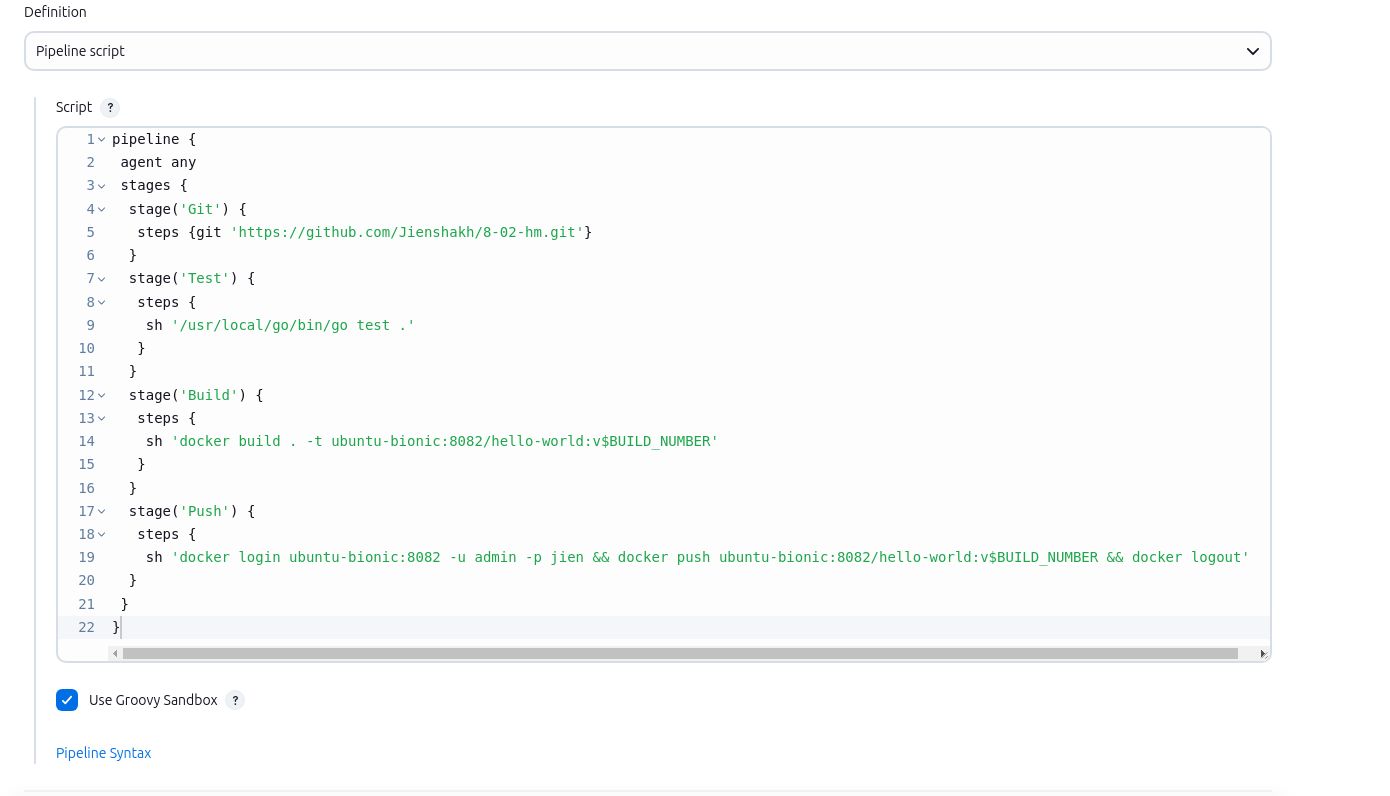 Definition
Pipeline script
Script ?
1 pipeline {
2  agent any
3  stages {
4   stage('Git') {
5    steps {git 'https://github.com/Jienshakh/8-02-hm.git'}
6   }
7   stage('Test') {
8    steps {
9     sh '/usr/local/go/bin/go test .'
10    }
11   }
12   stage('Build') {
13    steps {
14     sh 'docker build . -t ubuntu-bionic:8082/hello-world:v$BUILD_NUMBER'
15    }
16   }
17   stage('Push') {
18    steps {
19     sh 'docker login ubuntu-bionic:8082 -u admin -p jien && docker push ubuntu-bionic:8082/hello-world:v$BUILD_NUMBER && docker logout'
20   }
21  }
22 }
Use Groovy Sandbox ?
Pipeline Syntax